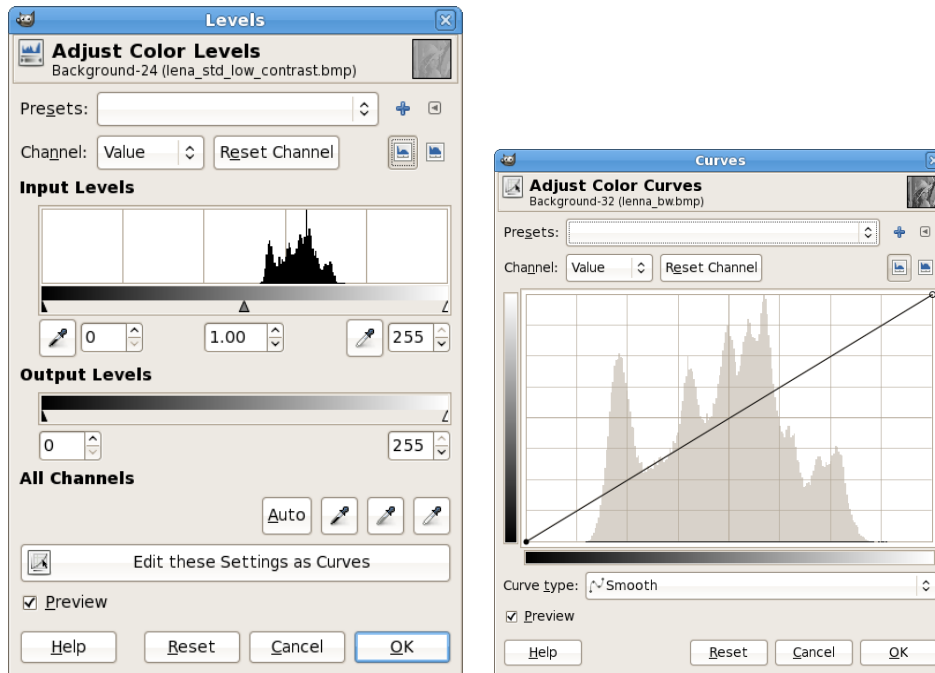 Levels
Adjust Color Levels
Background-24 (lena_std_low_contrast.bmp)
Presets:
Channel: Value Reset Channel
Input Levels
0 1.00 255
Output Levels
0 255
All Channels
Auto
Edit these Settings as Curves
Preview
Help Reset Cancel OK
Curves
Adjust Color Curves
Background-32 (lenna_bw.bmp)
Presets:
Channel: Value Reset Channel
Curve type: Smooth
Preview
Help Reset Cancel OK